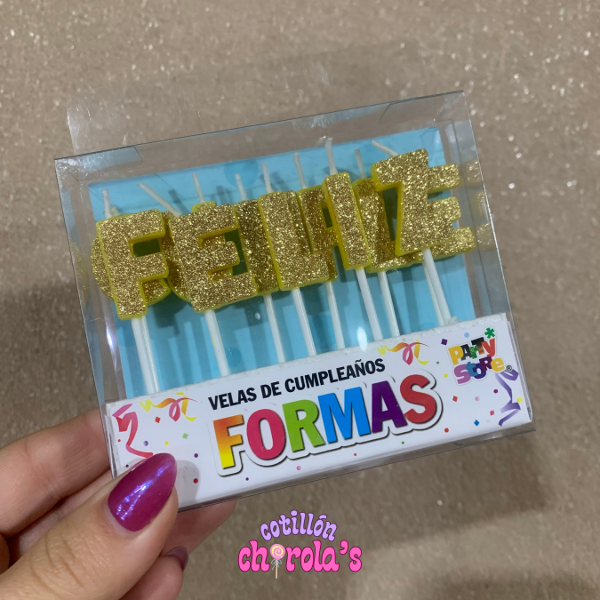 FELIZ
VELAS DE CUMPLEAÑOS
FORMAS
PARTY
STORE
cotillón
chirola's